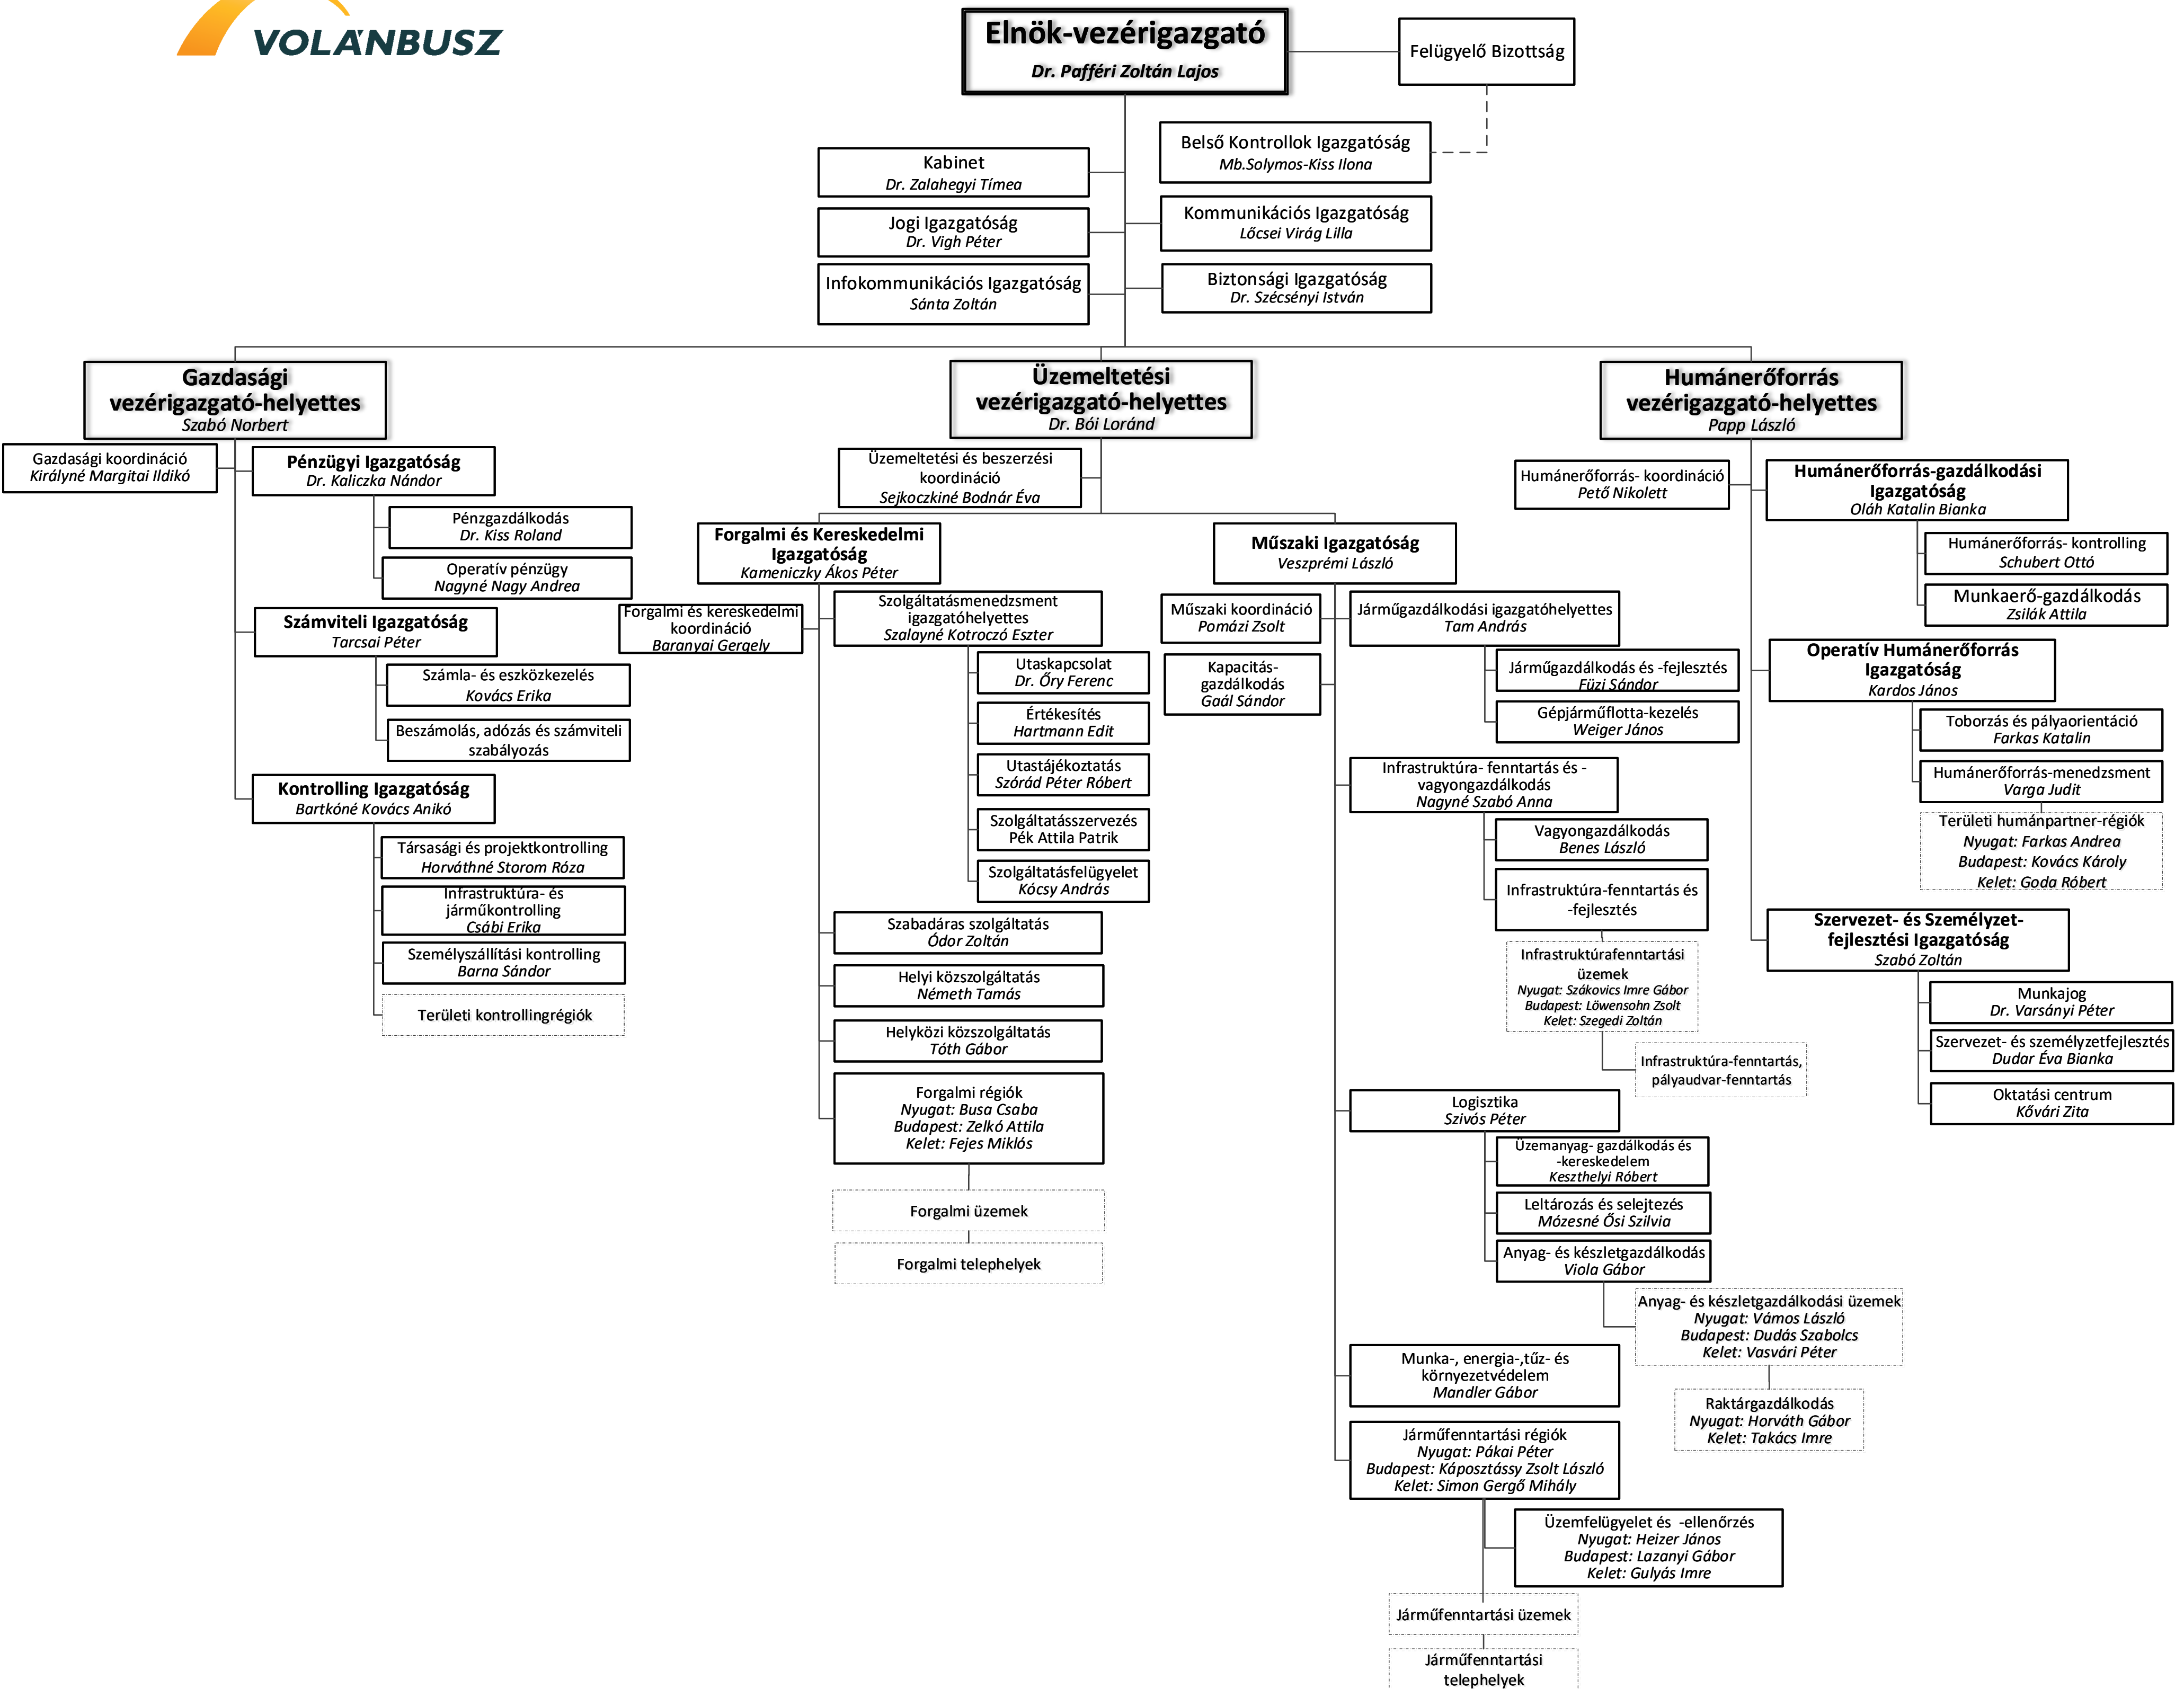 VOLÁNBUSZ
Elnök-vezérigazgató
Dr. Pafféri Zoltán Lajos
Felügyelő Bizottság
Belső Kontrollok Igazgatóság
Mb.Solymos-Kiss Ilona
Kabinet
Dr. Zalahegyi Tímea
Kommunikációs Igazgatóság
Lőcsei Virág Lilla
Jogi Igazgatóság
Dr. Vigh Péter
Biztonsági Igazgatóság
Dr. Szécsényi István
Infokommunikációs Igazgatóság
Sánta Zoltán
Gazdasági
vezérigazgató-helyettes
Szabó Norbert
Gazdasági koordináció
Királyné Margitai Ildikó
Pénzügyi Igazgatóság
Dr. Kaliczka Nándor
Pénzgazdálkodás
Dr. Kiss Roland
Operatív pénzügy
Nagyné Nagy Andrea
Számviteli Igazgatóság
Tarcsai Péter
Számla- és eszközkezelés
Kovács Erika
Beszámolás, adózás és számviteli
szabályozás
Kontrolling Igazgatóság
Bartkóné Kovács Anikó
Társasági és projektkontrolling
Horváthné Storom Róza
Infrastruktúra- és
járműkontrolling
Csábi Erika
Személyszállítási kontrolling
Barna Sándor
Területi kontrollingrégiók
Üzemeltetési
vezérigazgató-helyettes
Dr. Bói Loránd
Üzemeltetési és beszerzési
koordináció
Sejkoczkiné Bodnár Éva
Forgalmi és Kereskedelmi
Igazgatóság
Kameniczky Ákos Péter
Forgalmi és kereskedelmi
koordináció
Baranyai Gergely
Szolgáltatásmenedzsment
igazgatóhelyettes
Szalayné Kotroczó Eszter
Utaskapcsolat
Dr. Őry Ferenc
Értékesítés
Hartmann Edit
Utastájékoztatás
Szórád Péter Róbert
Szolgáltatásszervezés
Pék Attila Patrik
Szolgáltatásfelügyelet
Kócsy András
Szabadáras szolgáltatás
Ódor Zoltán
Helyi közszolgáltatás
Németh Tamás
Helyközi közszolgáltatás
Tóth Gábor
Forgalmi régiók
Nyugat: Busa Csaba
Budapest: Zelkó Attila
Kelet: Fejes Miklós
Forgalmi üzemek
Forgalmi telephelyek
Műszaki Igazgatóság
Veszprémi László
Műszaki koordináció
Pomázi Zsolt
Kapacitás-
gazdálkodás
Gaál Sándor
Járműgazdálkodási igazgatóhelyettes
Tam András
Járműgazdálkodás és -fejlesztés
Füzi Sándor
Gépjárműflotta-kezelés
Weiger János
Infrastruktúra- fenntartás és -
vagyongazdálkodás
Nagyné Szabó Anna
Vagyongazdálkodás
Benes László
Infrastruktúra-fenntartás és
-fejlesztés
Infrastruktúrafenntartási
üzemek
Nyugat: Szákovics Imre Gábor
Budapest: Löwensohn Zsolt
Kelet: Szegedi Zoltán
Infrastruktúra-fenntartás,
pályaudvar-fenntartás
Logisztika
Szivós Péter
Üzemanyag- gazdálkodás és
-kereskedelem
Keszthelyi Róbert
Leltározás és selejtezés
Mózesné Ősi Szilvia
Anyag- és készletgazdálkodás
Viola Gábor
Anyag- és készletgazdálkodási üzemek
Nyugat: Vámos László
Budapest: Dudás Szabolcs
Kelet: Vasvári Péter
Raktárgazdálkodás
Nyugat: Horváth Gábor
Kelet: Takács Imre
Munka-, energia-,tűz- és
környezetvédelem
Mandler Gábor
Járműfenntartási régiók
Nyugat: Pákai Péter
Budapest: Káposztássy Zsolt László
Kelet: Simon Gergő Mihály
Üzemfelügyelet és -ellenőrzés
Nyugat: Heizer János
Budapest: Lazanyi Gábor
Kelet: Gulyás Imre
Járműfenntartási üzemek
Járműfenntartási
telephelyek
Humánerőforrás
vezérigazgató-helyettes
Papp László
Humánerőforrás- koordináció
Pető Nikolett
Humánerőforrás-gazdálkodási
Igazgatóság
Oláh Katalin Bianka
Humánerőforrás- kontrolling
Schubert Ottó
Munkaerő-gazdálkodás
Zsilák Attila
Operatív Humánerőforrás
Igazgatóság
Kardos János
Toborzás és pályaorientáció
Farkas Katalin
Humánerőforrás-menedzsment
Varga Judit
Területi humánpartner-régiók
Nyugat: Farkas Andrea
Budapest: Kovács Károly
Kelet: Goda Róbert
Szervezet- és Személyzet-
fejlesztési Igazgatóság
Szabó Zoltán
Munkajog
Dr. Varsányi Péter
Szervezet- és személyzetfejlesztés
Dudar Éva Bianka
Oktatási centrum
Kővári Zita